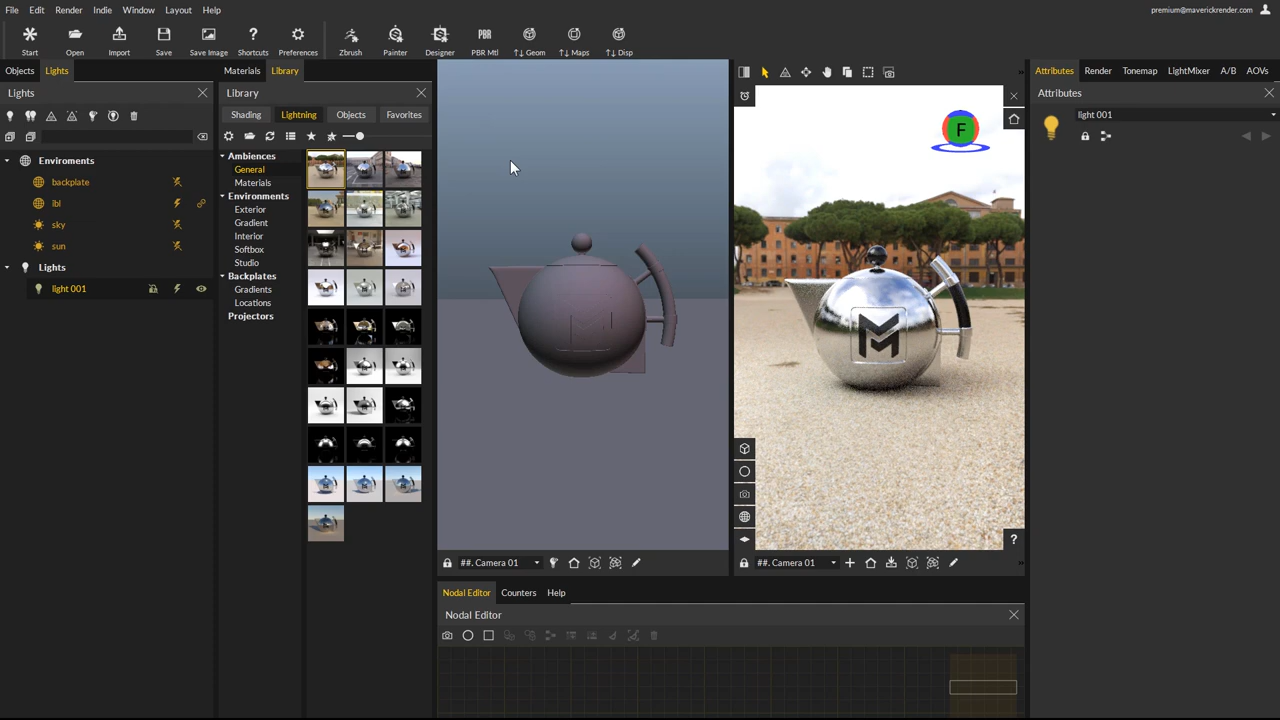 File Edit Render Indie Window Layout Help premium@maverickrender.com
Start Open Import Save Save Image Shortcuts Preferences Zbrush Painter Designer PBR PBR Mtl ↑↓ Geom ↑↓ Maps ↑↓ Disp
Objects Lights Materials Library Attributes Render Tonemap LightMixer A/B AOVs
Lights Library Attributes
Shading Lightning Objects Favorites light 001
Enviroments
backplate
ibl
sky
sun
Lights
light 001
Ambiences
General
Materials
Environments
Exterior
Gradient
Interior
Softbox
Studio
Backplates
Gradients
Locations
Projectors
F
M
##. Camera 01 ##. Camera 01
Nodal Editor Counters Help
Nodal Editor